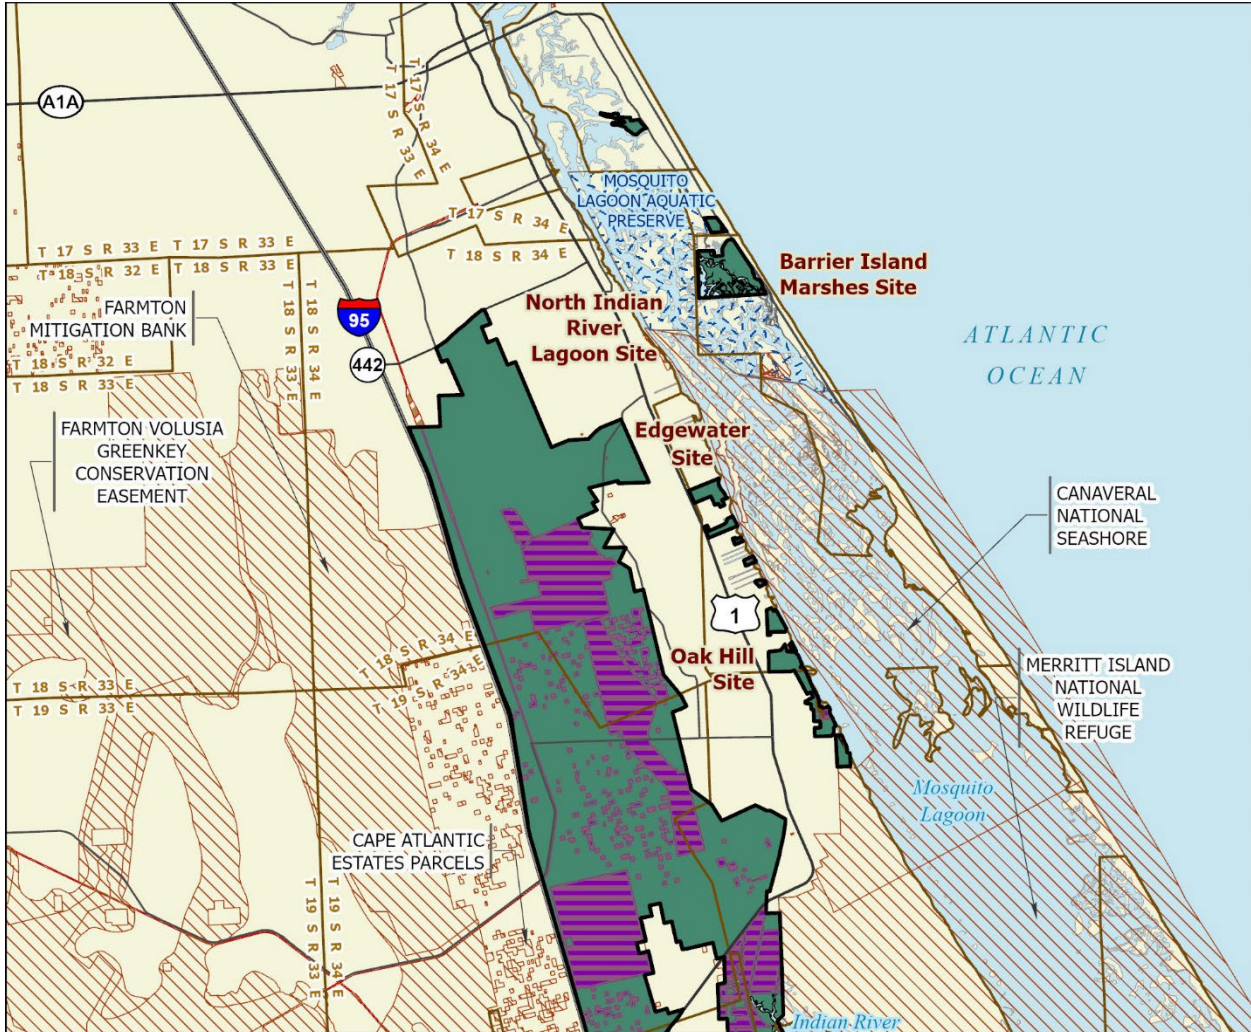 A1A
T 17 S R 33 E
T 17 S R 34 E
MOSQUITO
LAGOON AQUATIC
PRESERVE
T 17 S R 34 E
T 18 S R 34 E
T 17 S R 33 E
T 17 S R 33 E
T 18 S R 32 E
T 18 S R 33 E
Barrier Island
Marshes Site
FARMTON
MITIGATION BANK
T 18 S R 33 E
T 18 S R 34 E
95
North Indian
River
Lagoon Site
ATLANTIC
OCEAN
442
T 18 S R 32 E
T 18 S R 33 E
FARMTON VOLUSIA
GREENKEY
CONSERVATION
EASEMENT
Edgewater
Site
CANAVERAL
NATIONAL
SEASHORE
1
T 18 S R 34 E
T 19 S R 34 E
Oak Hill
Site
MERRITT ISLAND
NATIONAL
WILDLIFE
REFUGE
T 18 S R 33 E
T 19 S R 33 E
Mosquito
Lagoon
CAPE ATLANTIC
ESTATES PARCELS
T 19 S R 33 E
T 19 S R 34 E
Indian River